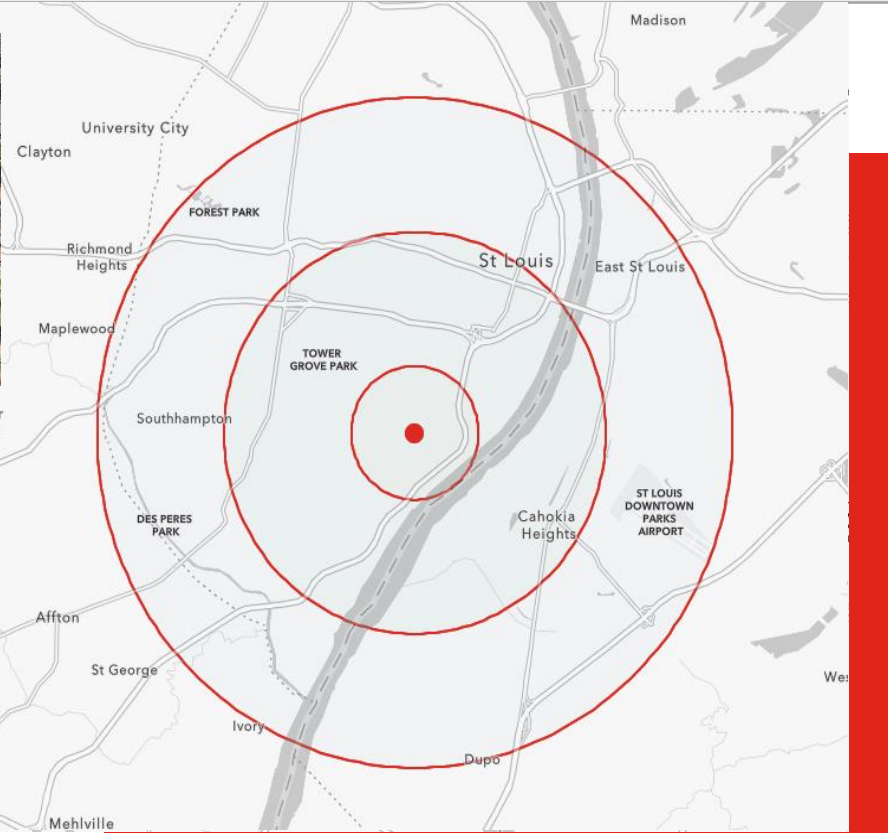 Madison
University City
Clayton
FOREST PARK
Richmond
Heights
St Louis
East St Louis
Maplewood
TOWER
GROVE PARK
Southhampton
ST LOUIS
DOWNTOWN
PARKS
AIRPORT
DES PERES
PARK
Cahokia
Heights
Affton
St George
Ivory
Dupo
Mehlville